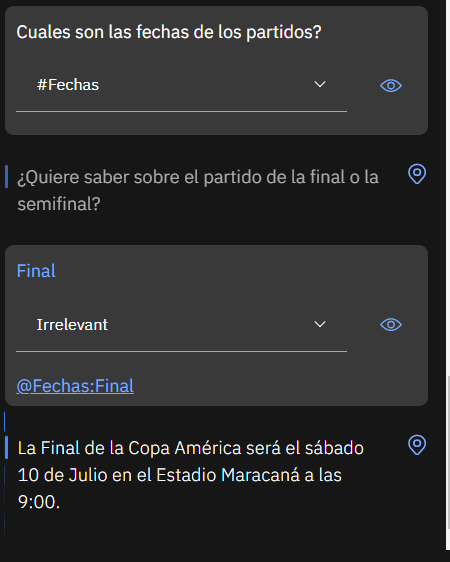 Cuales son las fechas de los partidos?
#Fechas
¿Quiere saber sobre el partido de la final o la
semifinal?
Final
Irrelevant
@Fechas:Final
La Final de la Copa América será el sábado
10 de Julio en el Estadio Maracaná a las
9:00.